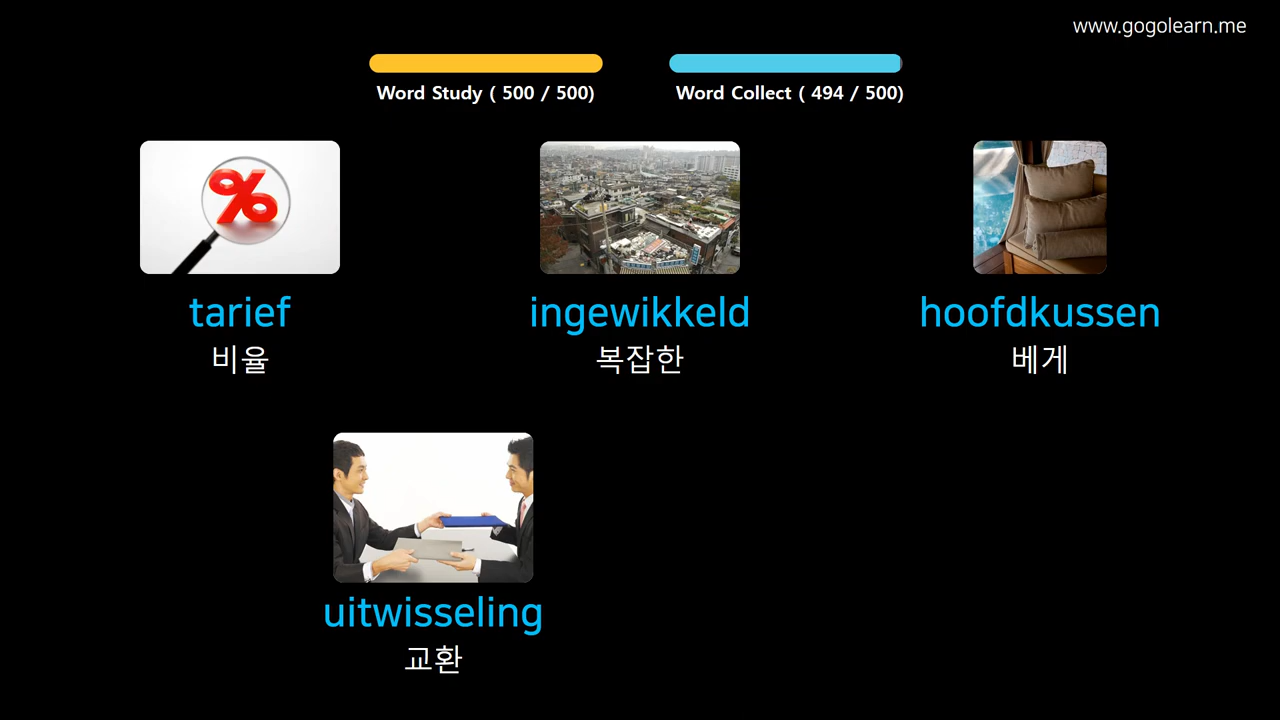 www.gogolearn.me
Word Study ( 500 / 500)
Word Collect ( 494 / 500)
%
tarief
비율
ingewikkeld
복잡한
hoofdkussen
베게
uitwisseling
교환